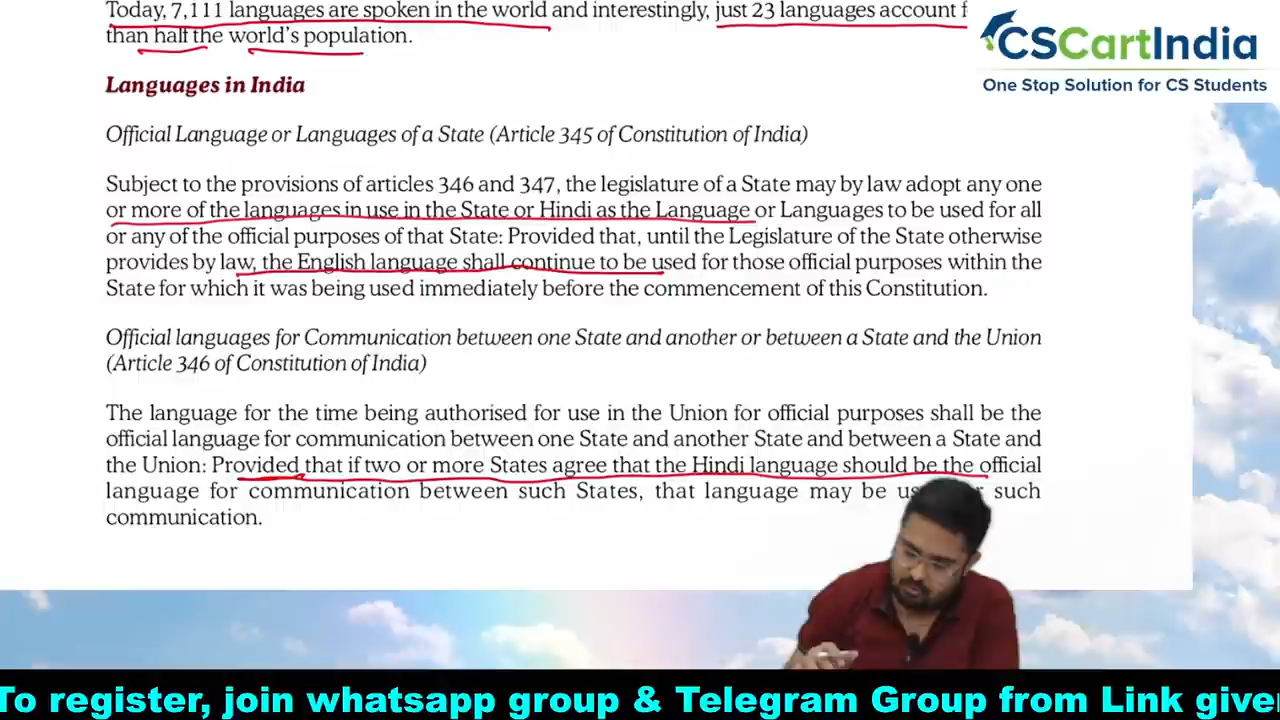 Today, 7,111 languages are spoken in the world and interestingly, just 23 languages account
than half the world's population.
CSCartIndia
One Stop Solution for CS Students
Languages in India
Official Language or Languages of a State (Article 345 of Constitution of India)
Subject to the provisions of articles 346 and 347, the legislature of a State may by law adopt any one
or more of the languages in use in the State or Hindi as the Language or Languages to be used for all
or any of the official purposes of that State: Provided that, until the Legislature of the State otherwise
provides by law, the English language shall continue to be used for those official purposes within the
State for which it was being used immediately before the commencement of this Constitution.
Official languages for Communication between one State and another or between a State and the Union
(Article 346 of Constitution of India)
The language for the time being authorised for use in the Union for official purposes shall be the
official language for communication between one State and another State and between a State and
the Union: Provided that if two or more States agree that the Hindi language should be the official
language for communication between such States, that language may be such
communication.
To register, join whatsapp group & Telegram Group from Link give